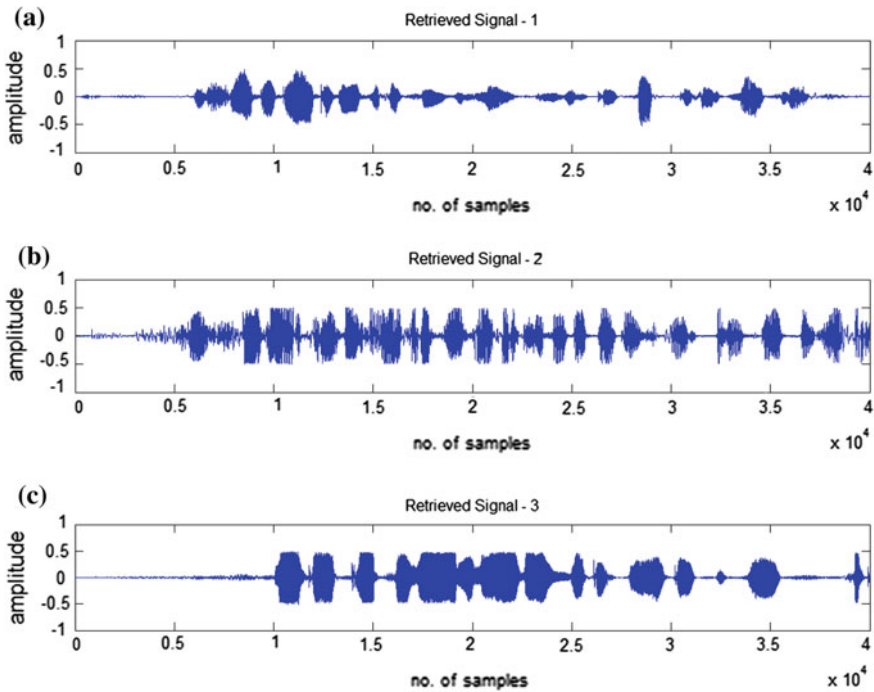 (a)
Retrieved Signal - 1
amplitude
1
0.5
0
-0.5
-1
0 0.5 1 1.5 2 2.5 3 3.5 4
no. of samples
x 10^4
(b)
Retrieved Signal - 2
amplitude
1
0.5
0
-0.5
-1
0 0.5 1 1.5 2 2.5 3 3.5 4
no. of samples
x 10^4
(c)
Retrieved Signal - 3
amplitude
1
0.5
0
-0.5
-1
0 0.5 1 1.5 2 2.5 3 3.5 4
no. of samples
x 10^4